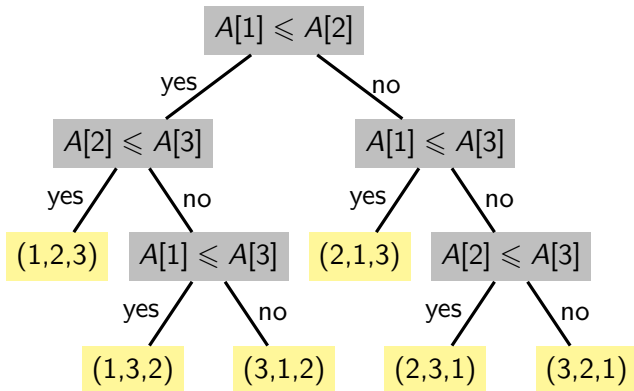 A[1] ⩽ A[2]
yes no
A[2] ⩽ A[3] A[1] ⩽ A[3]
yes no yes no
(1,2,3) A[1] ⩽ A[3] (2,1,3) A[2] ⩽ A[3]
yes no yes no
(1,3,2) (3,1,2) (2,3,1) (3,2,1)